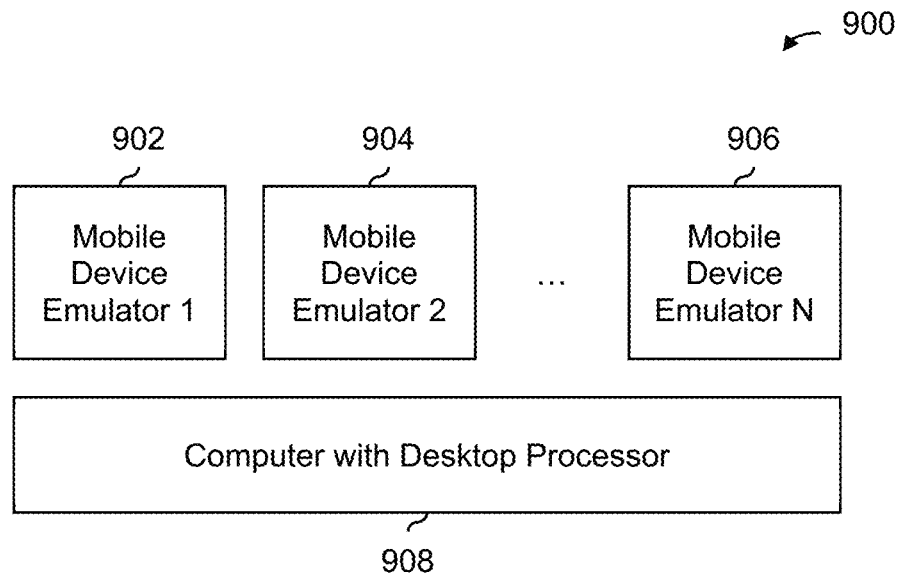 900
902 904 906
Mobile Device Emulator 1
Mobile Device Emulator 2
...
Mobile Device Emulator N
Computer with Desktop Processor
908